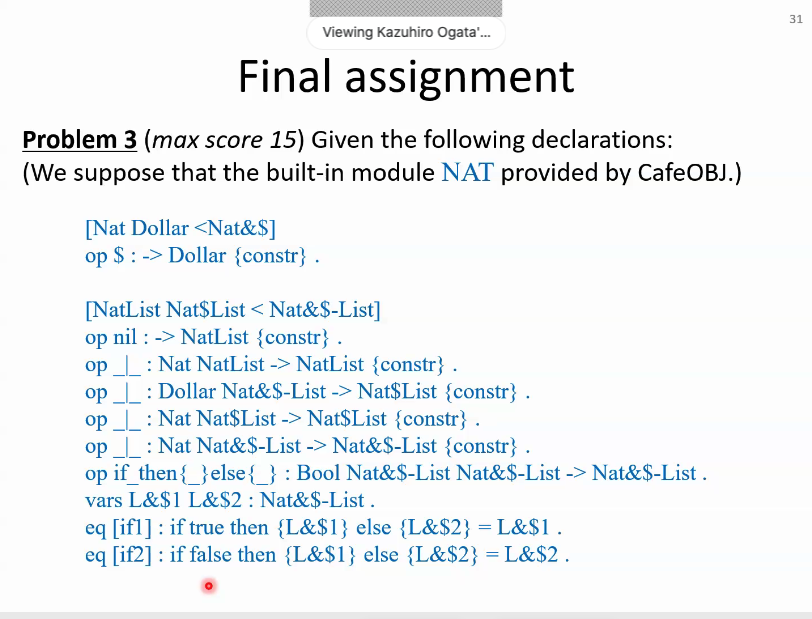 31
Viewing Kazuhiro Ogata'...
Final assignment
Problem 3 (max score 15) Given the following declarations:
(We suppose that the built-in module NAT provided by CafeOBJ.)
[Nat Dollar <Nat&$]
op $ : -> Dollar {constr} .
[NatList Nat$List < Nat&$-List]
op nil : -> NatList {constr} .
op _|_ : Nat NatList -> NatList {constr} .
op _|_ : Dollar Nat&$-List -> Nat$List {constr} .
op _|_ : Nat Nat$List -> Nat$List {constr} .
op _|_ : Nat Nat&$-List -> Nat&$-List {constr} .
op if_then{_}else{_} : Bool Nat&$-List Nat&$-List -> Nat&$-List .
vars L&$1 L&$2 : Nat&$-List .
eq [if1] : if true then {L&$1} else {L&$2} = L&$1 .
eq [if2] : if false then {L&$1} else {L&$2} = L&$2 .